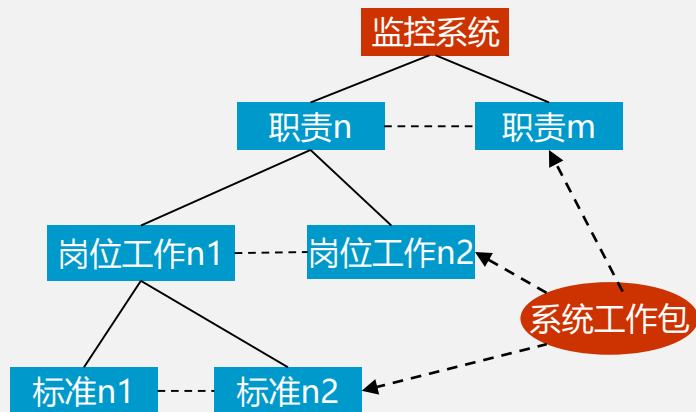 监控系统
职责n
职责m
岗位工作n1
岗位工作n2
系统工作包
标准n1
标准n2